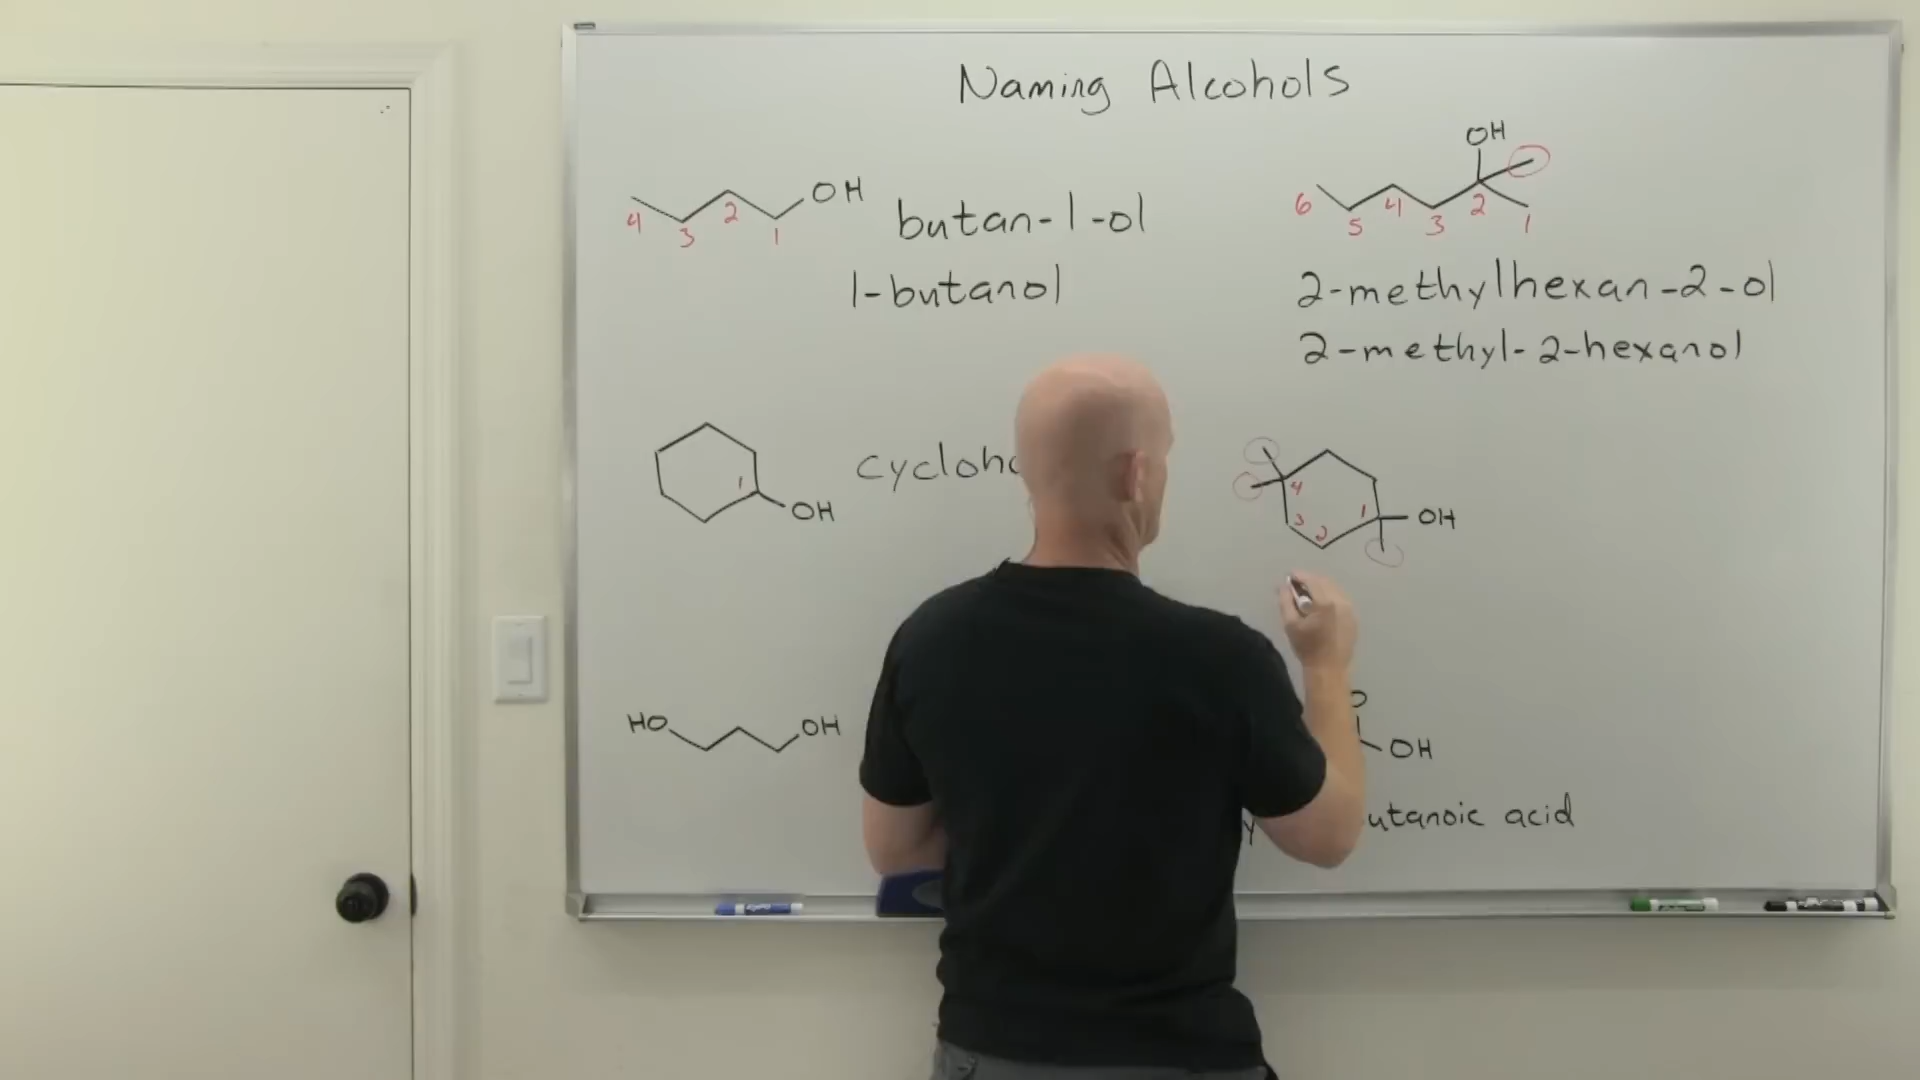 Naming Alcohols
OH
4 3 2 1
butan-1-ol
1-butanol
OH
6 5 4 3 2 1
2-methylhexan-2-ol
2-methyl-2-hexanol
1
OH
4 3 2 1
OH
HO OH
OH
acid